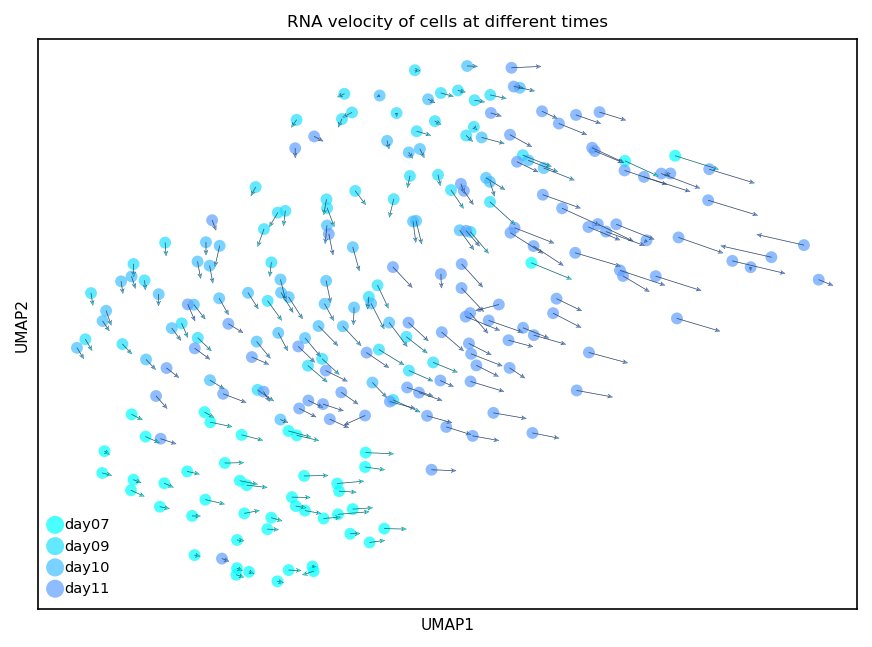 RNA velocity of cells at different times
UMAP2
day07
day09
day10
day11
UMAP1